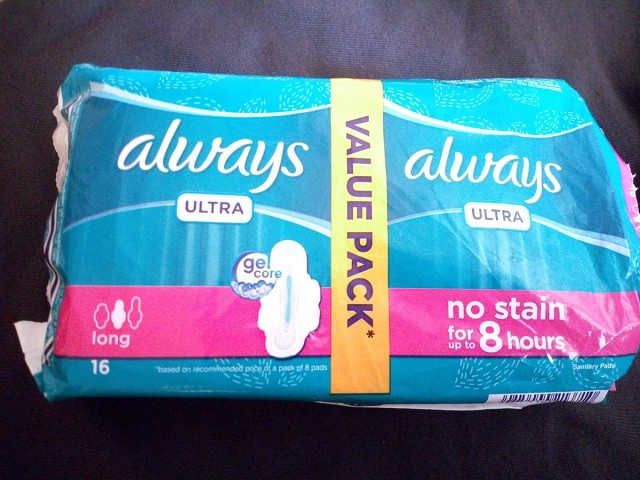 always
ULTRA
gel
core
long
16
*based on recommended price of a pack of 8 pads
VALUE PACK*
always
ULTRA
no stain
for
up to 8 hours
Sanitary Pads